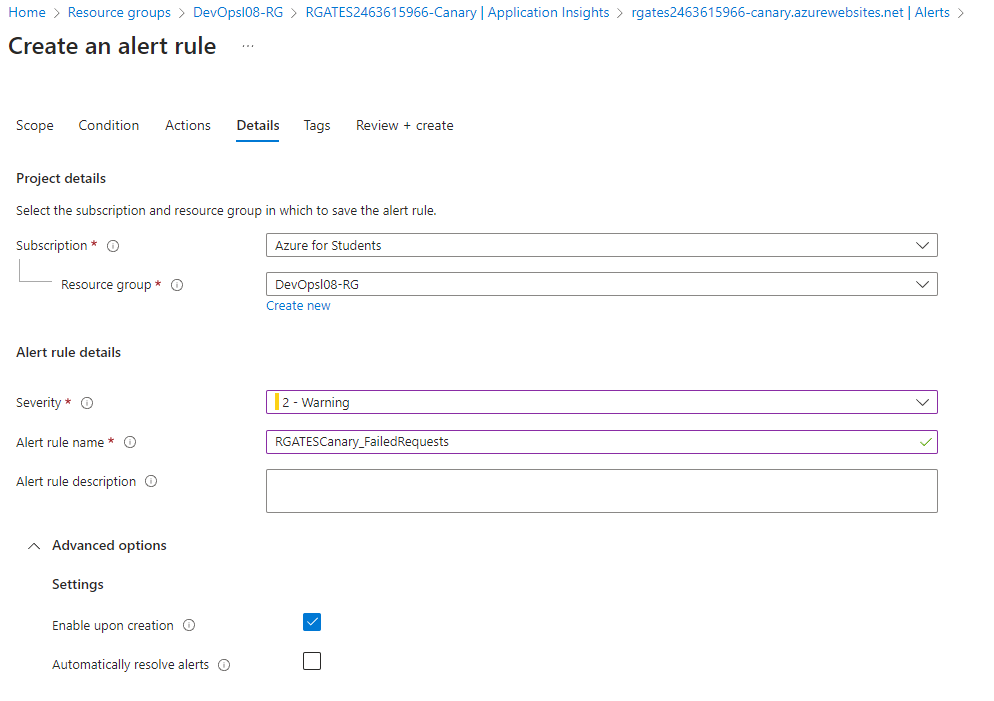 Home > Resource groups > DevOpsI08-RG > RGATES2463615966-Canary | Application Insights > rgates2463615966-canary.azurewebsites.net | Alerts >
Create an alert rule ...
Scope Condition Actions Details Tags Review + create
Project details
Select the subscription and resource group in which to save the alert rule.
Subscription * Azure for Students
Resource group * DevOpsI08-RG
Create new
Alert rule details
Severity * 2 - Warning
Alert rule name * RGATESCanary_FailedRequests
Alert rule description
Advanced options
Settings
Enable upon creation
Automatically resolve alerts